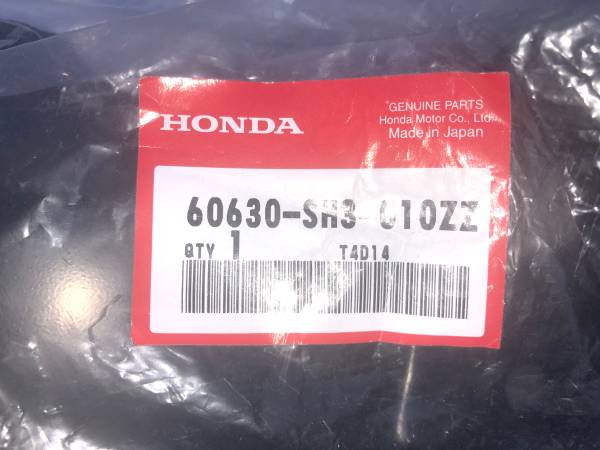 GENUINE PARTS
HONDA
Honda Motor Co., Ltd.
Made in Japan
60630-SH3-010ZZ
QTY 1
T4D14